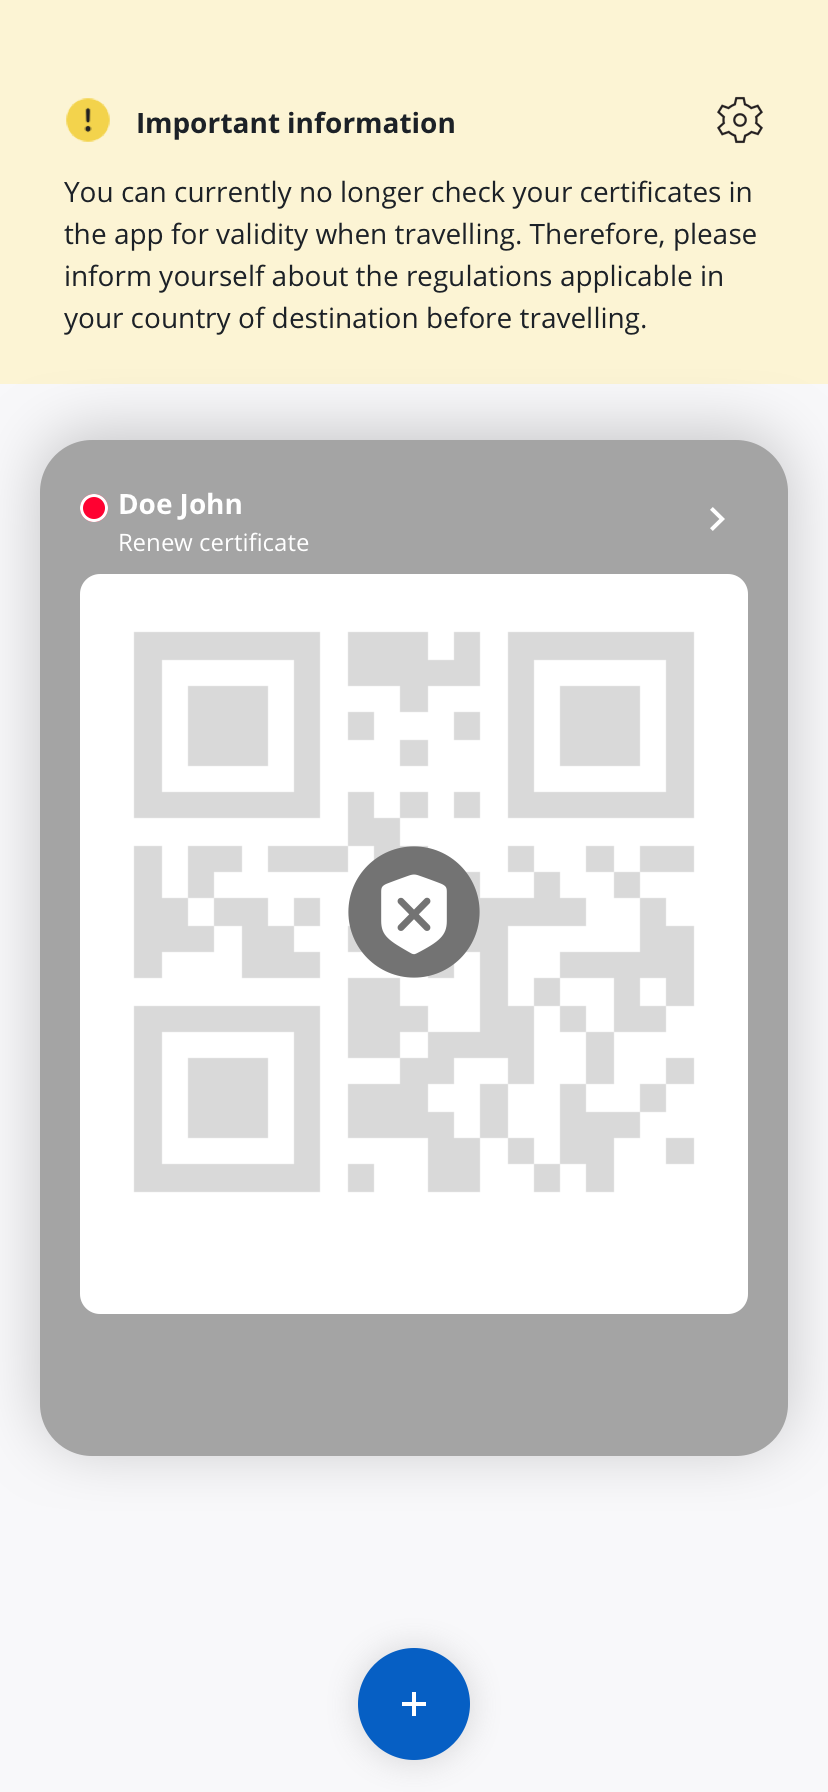 Important information
You can currently no longer check your certificates in
the app for validity when travelling. Therefore, please
inform yourself about the regulations applicable in
your country of destination before travelling.
Doe John
Renew certificate